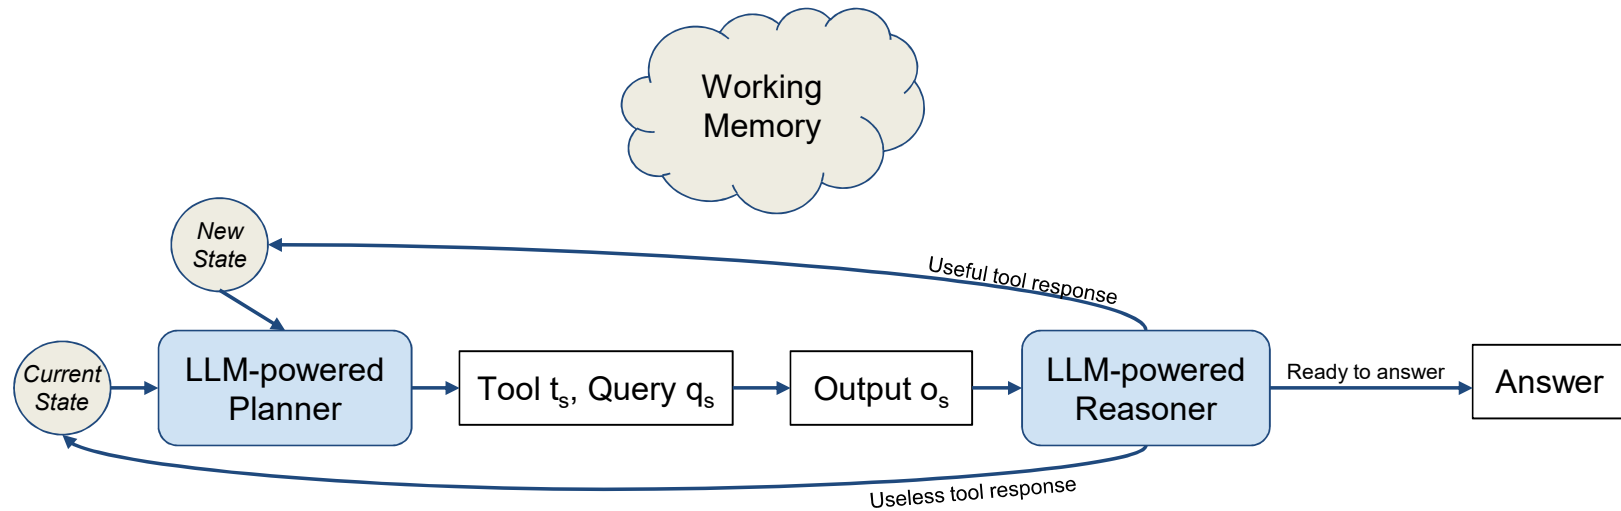 Working
Memory
New
State
Useful tool response
Current
State
LLM-powered
Planner
Tool tₛ, Query qₛ
Output oₛ
LLM-powered
Reasoner
Ready to answer
Answer
Useless tool response